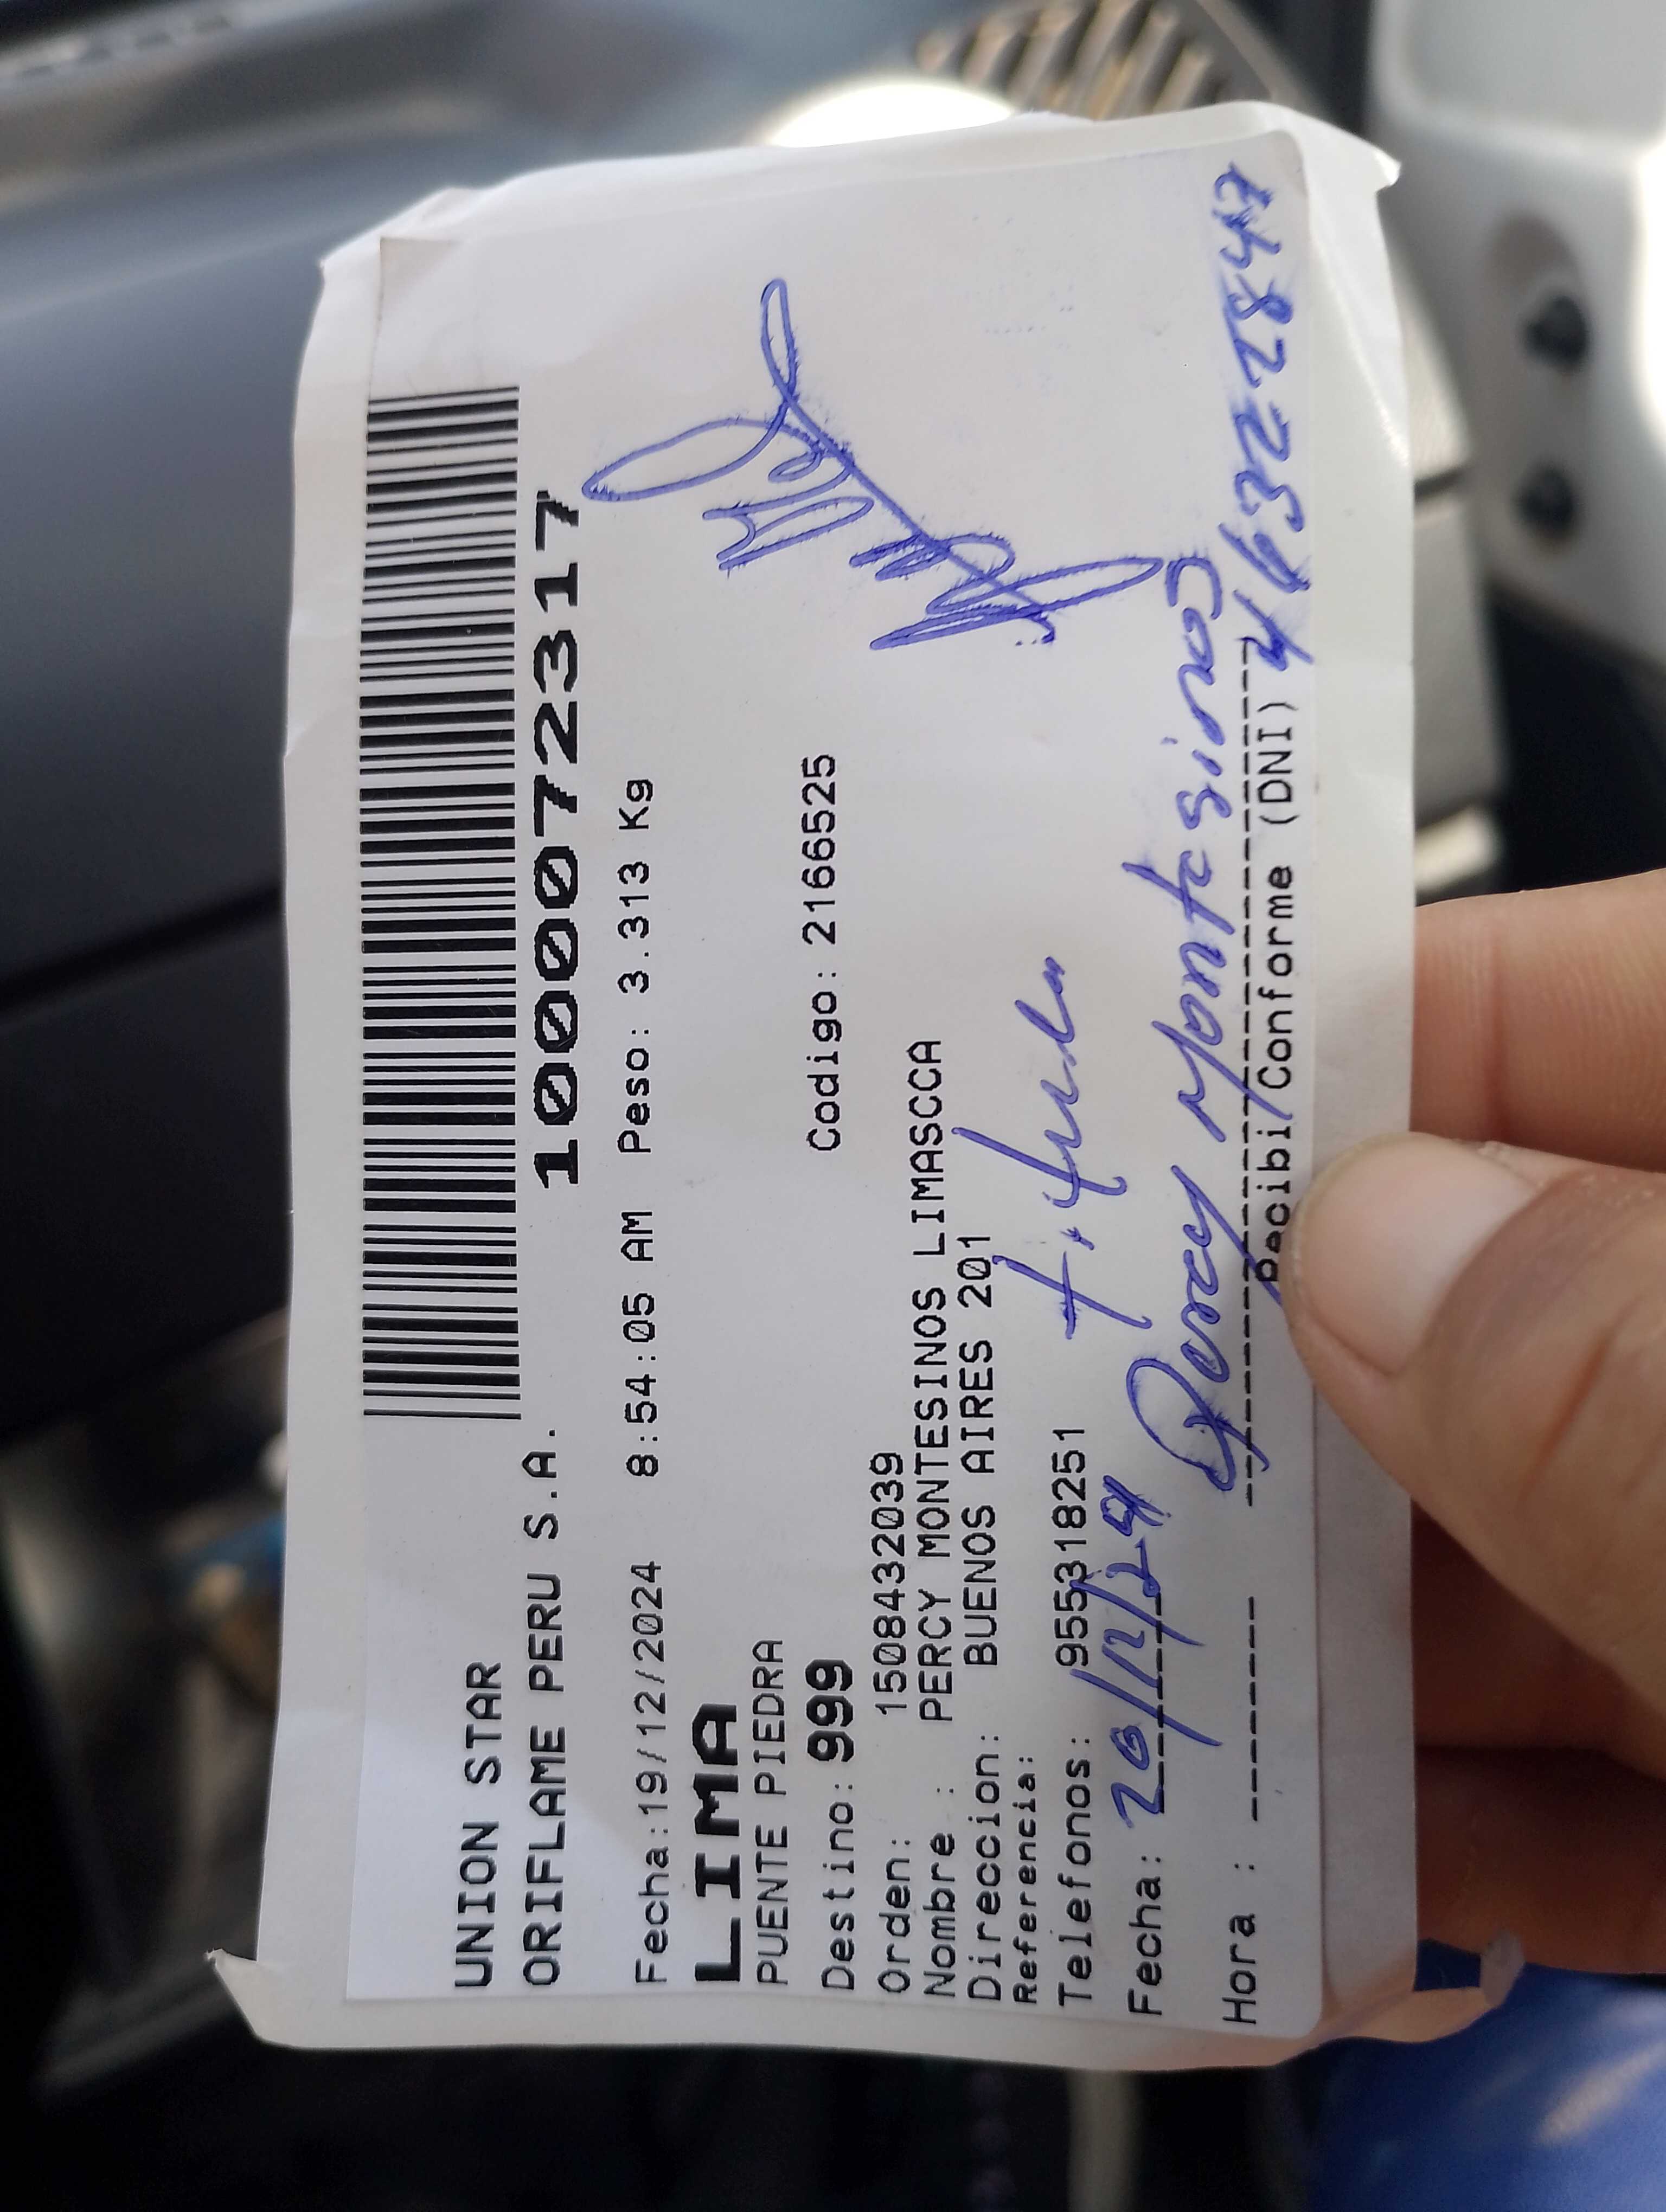 UNION STAR
ORIFLAME PERU S.A.
1000072317
Fecha:19/12/2024 8:54:05 AM Peso: 3.313 Kg
LIMA
PUENTE PIEDRA
Destino: 999 Codigo: 2166525
Orden: 1508432039
Nombre : PERCY MONTESINOS LIMASCCA
Direccion: BUENOS AIRES 201
Referencia:
Telefonos: 955318251
titular
Fecha: 20/12/24
Percy Montesinos
Hora :
Recibi Conforme (DNI) 46322847